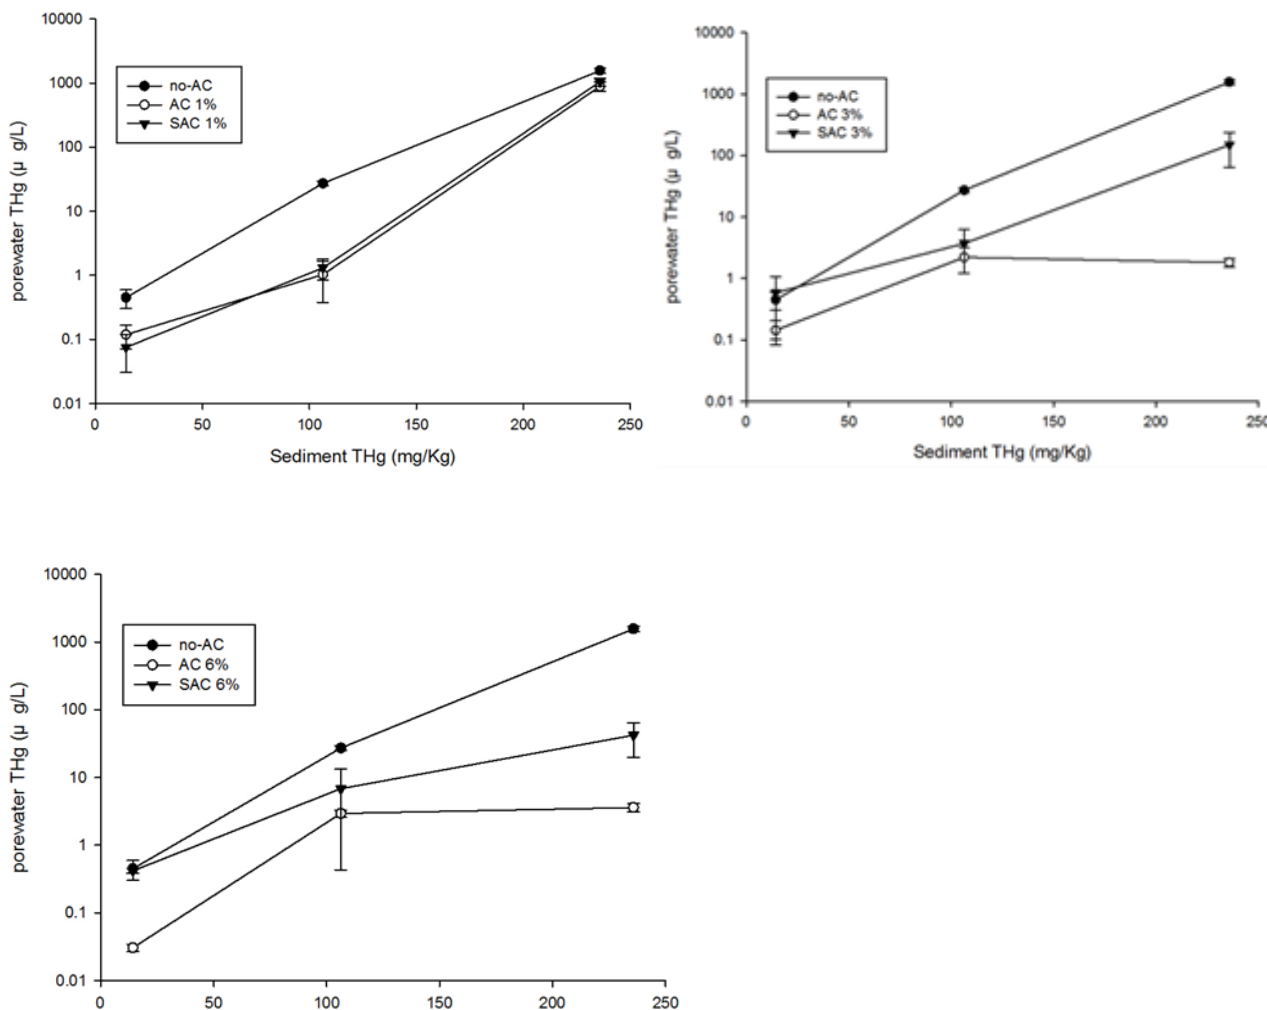 10000
1000
100
10
1
0.1
0.01
porewater THg (μ g/L)
no-AC
AC 1%
SAC 1%
0 50 100 150 200 250
Sediment THg (mg/Kg)
10000
1000
100
10
1
0.1
0.01
porewater THg (μ g/L)
no-AC
AC 3%
SAC 3%
0 50 100 150 200 250
Sediment THg (mg/Kg)
10000
1000
100
10
1
0.1
0.01
porewater THg (μ g/L)
no-AC
AC 6%
SAC 6%
0 50 100 150 200 250